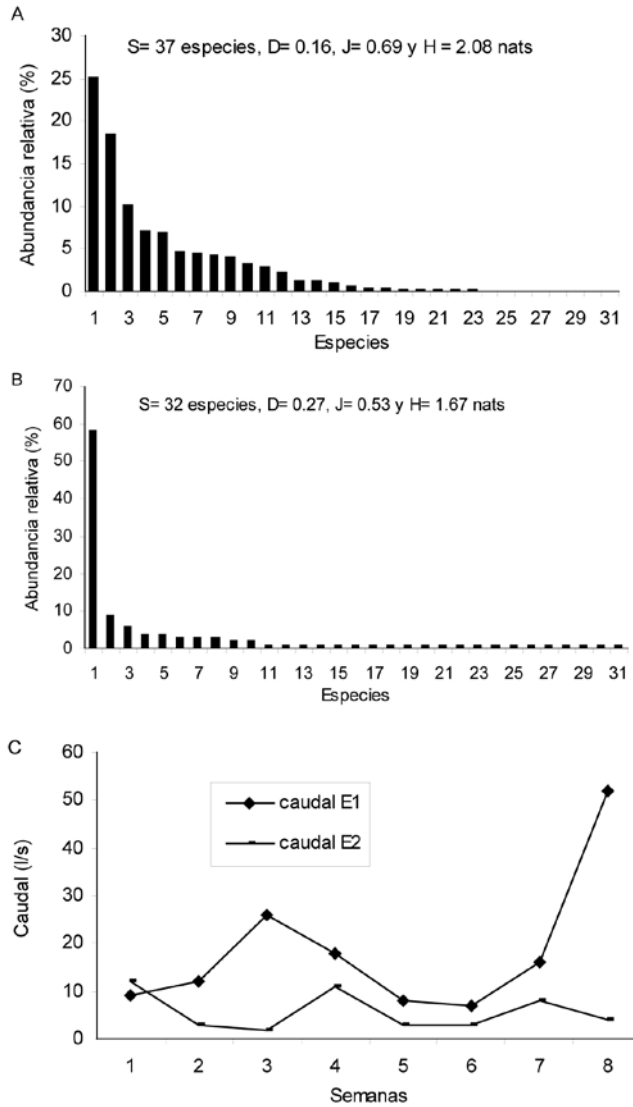 A
S= 37 especies, D= 0.16, J= 0.69 y H = 2.08 nats
Abundancia relativa (%)
30
25
20
15
10
5
0
1 3 5 7 9 11 13 15 17 19 21 23 25 27 29 31
Especies
B
S= 32 especies, D= 0.27, J= 0.53 y H= 1.67 nats
Abundancia relativa (%)
70
60
50
40
30
20
10
0
1 3 5 7 9 11 13 15 17 19 21 23 25 27 29 31
Especies
C
Caudal (l/s)
60
50
40
30
20
10
0
caudal E1
caudal E2
1 2 3 4 5 6 7 8
Semanas